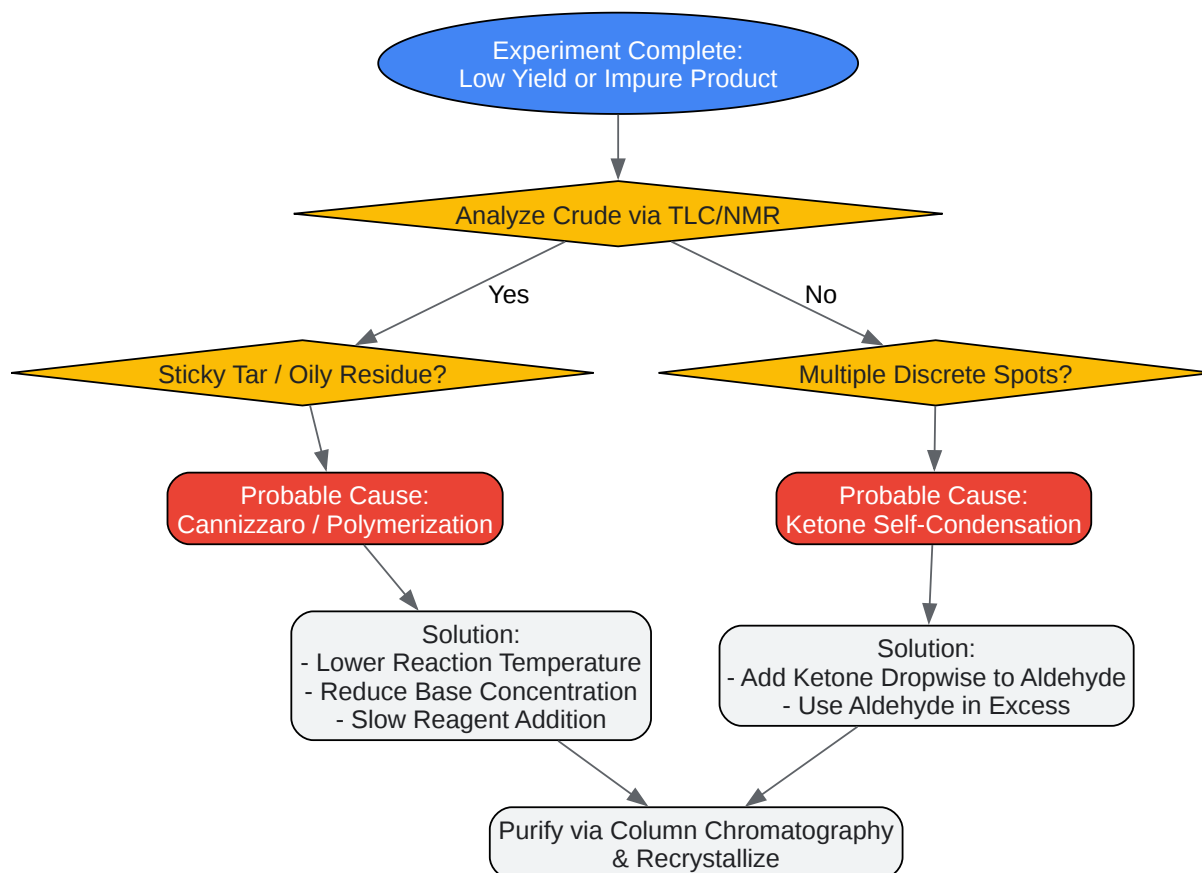 Experiment Complete:
Low Yield or Impure Product
Analyze Crude via TLC/NMR
Yes
No
Sticky Tar / Oily Residue?
Multiple Discrete Spots?
Probable Cause:
Cannizzaro / Polymerization
Probable Cause:
Ketone Self-Condensation
Solution:
- Lower Reaction Temperature
- Reduce Base Concentration
- Slow Reagent Addition
Solution:
- Add Ketone Dropwise to Aldehyde
- Use Aldehyde in Excess
Purify via Column Chromatography
& Recrystallize